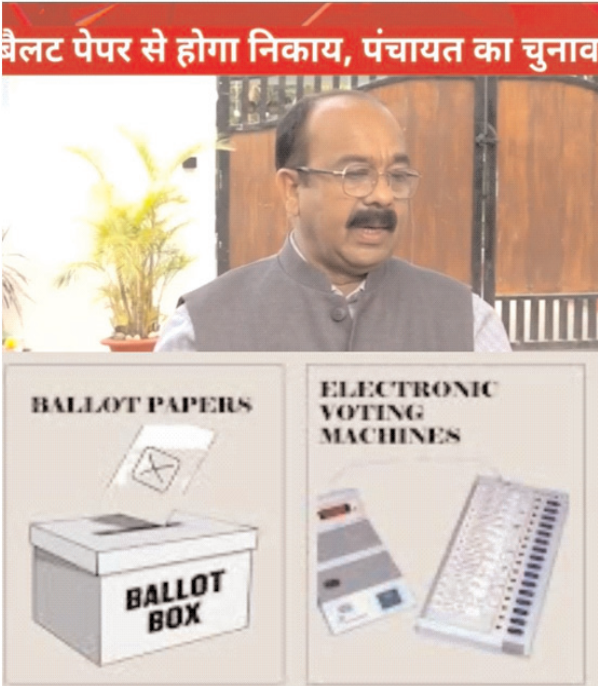 बैलट पेपर से होगा निकाय, पंचायत का चुनाव
BALLOT PAPERS
BALLOT
BOX
ELECTRONIC
VOTING
MACHINES